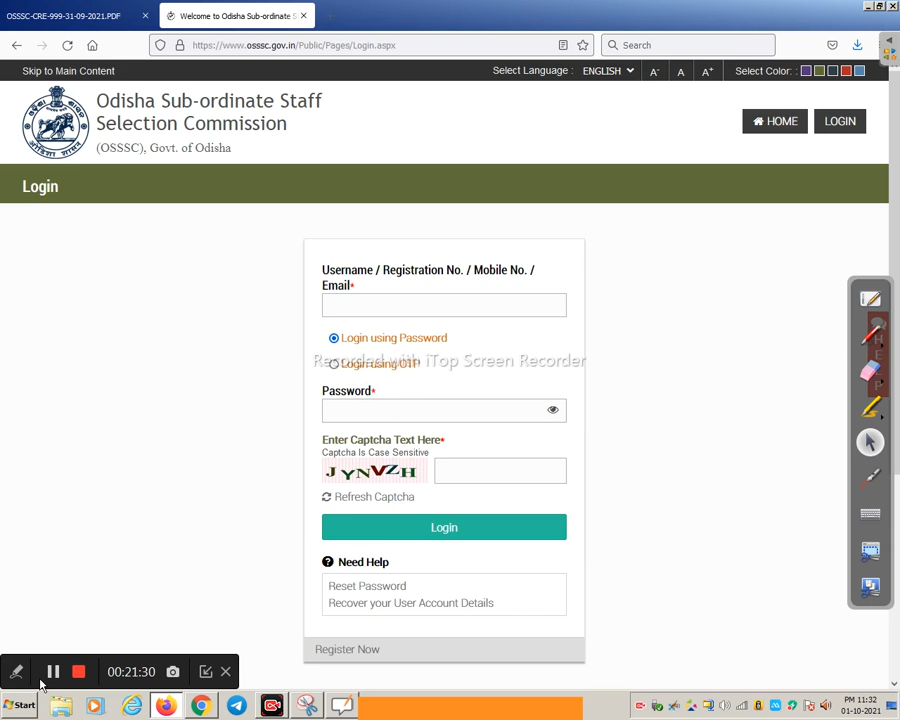 OSSSC-CRE-999-31-09-2021.PDF
Welcome to Odisha Sub-ordinate S
https://www.osssc.gov.in/Public/Pages/Login.aspx
Search
Skip to Main Content
Select Language : ENGLISH
A-
A
A+
Select Color :
Odisha Sub-ordinate Staff
Selection Commission
(OSSSC), Govt. of Odisha
HOME
LOGIN
Login
Username / Registration No. / Mobile No. /
Email*
Login using Password
Recorded with iTop Screen Recorder
Login using OTP
Password*
Enter Captcha Text Here*
Captcha Is Case Sensitive
JYNVZH
Refresh Captcha
Login
Need Help
Reset Password
Recover your User Account Details
Register Now
HELP
00:21:30
Start
PM 11:32
01-10-2021